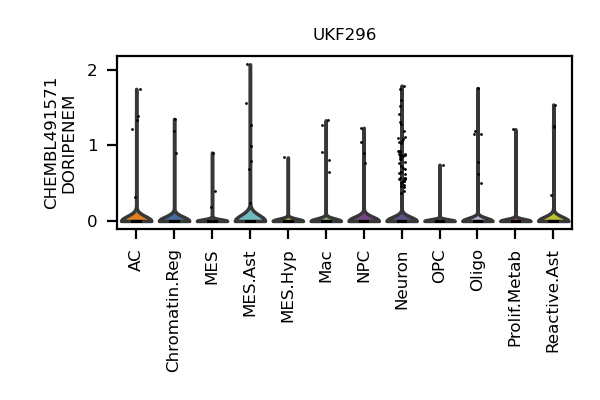 UKF296
CHEMBL491571
DORIPENEM
2
1
0
AC
Chromatin.Reg
MES
MES.Ast
MES.Hyp
Mac
NPC
Neuron
OPC
Oligo
Prolif.Metab
Reactive.Ast